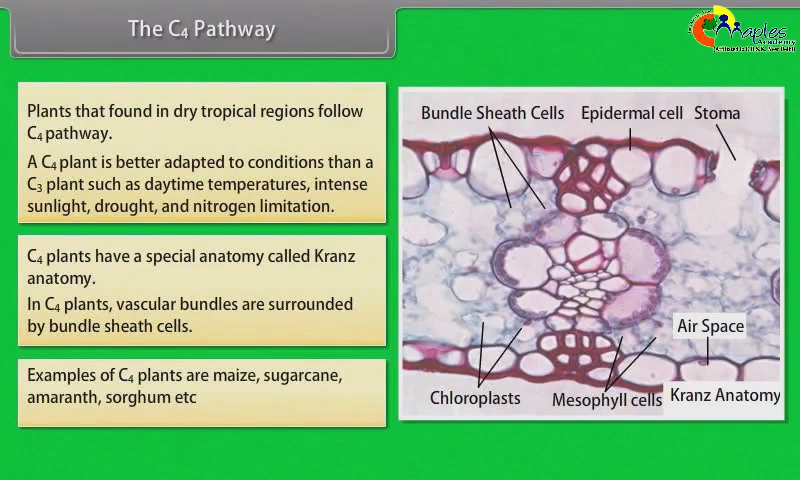 The C₄ Pathway
Maples
Academy
Plants that found in dry tropical regions follow
C₄ pathway.
A C₄ plant is better adapted to conditions than a
C₃ plant such as daytime temperatures, intense
sunlight, drought, and nitrogen limitation.
C₄ plants have a special anatomy called Kranz
anatomy.
In C₄ plants, vascular bundles are surrounded
by bundle sheath cells.
Examples of C₄ plants are maize, sugarcane,
amaranth, sorghum etc
Bundle Sheath Cells Epidermal cell Stoma
Air Space
Chloroplasts Mesophyll cells Kranz Anatomy